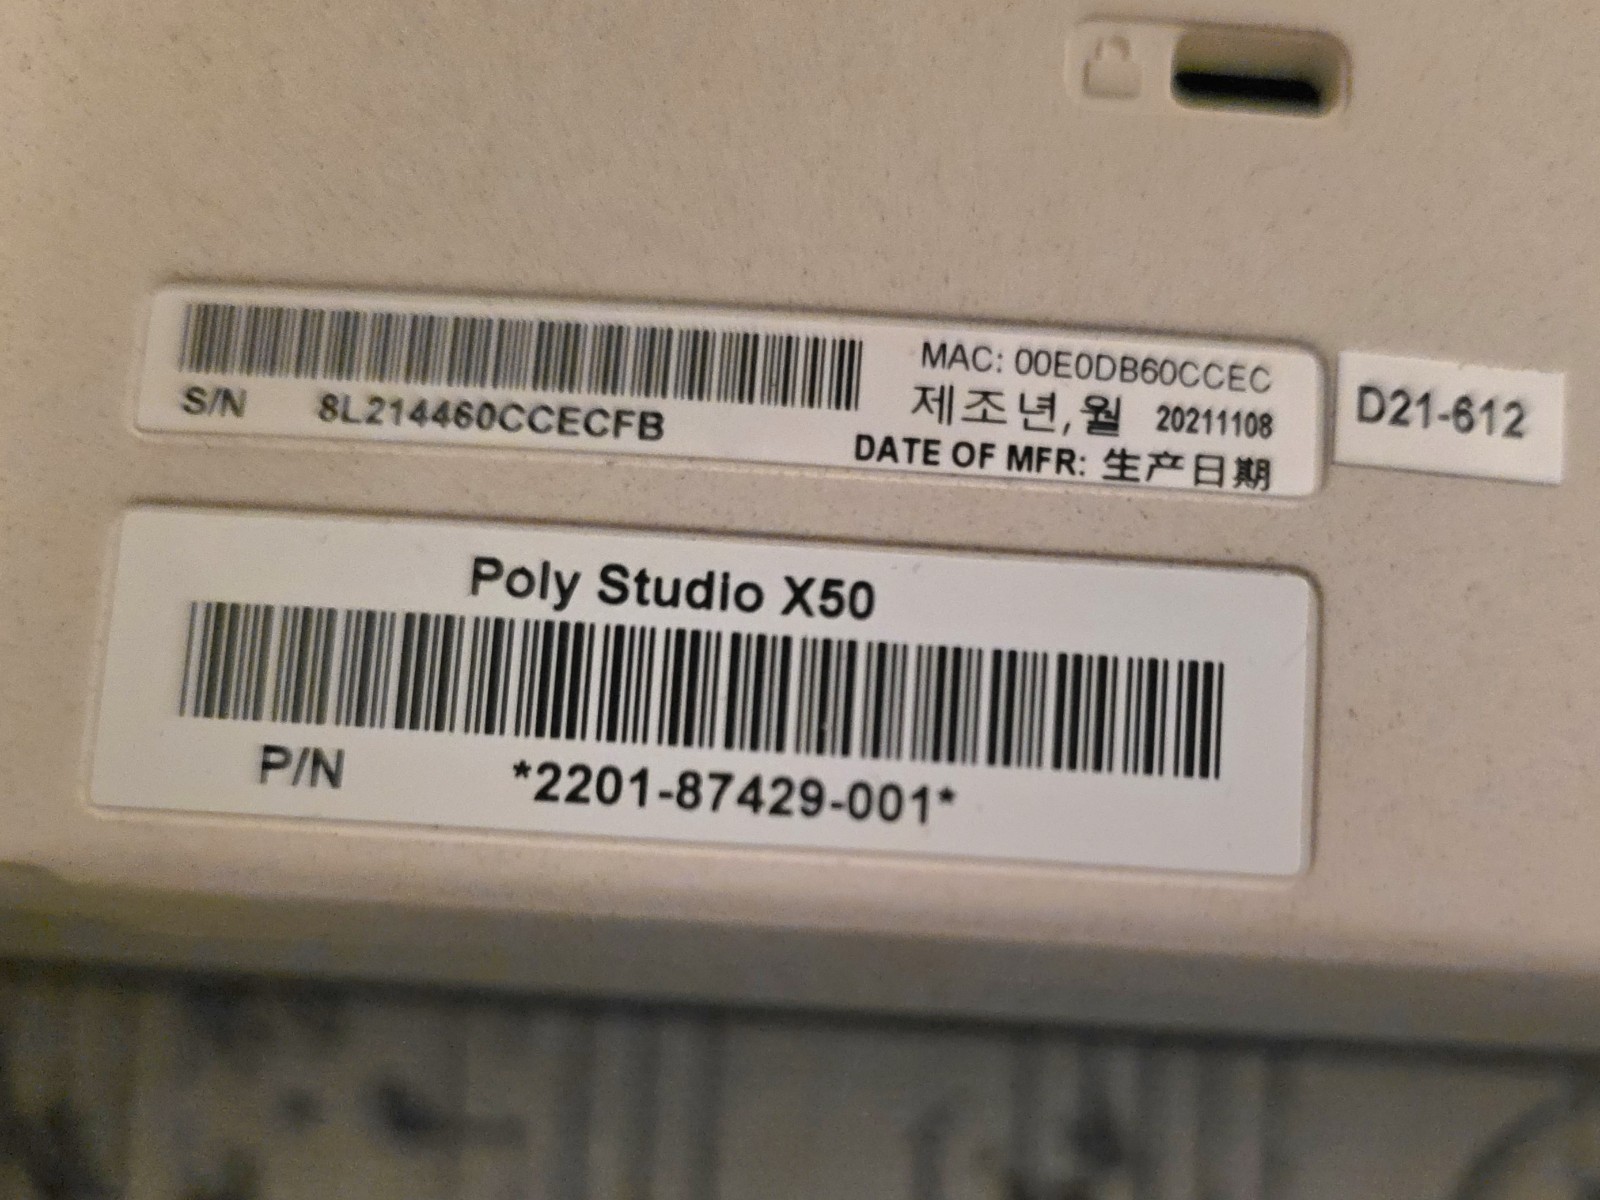 MAC: 00E0DB60CCEC
S/N 8L214460CCECFB
제조년,월 20211108
DATE OF MFR: 生产日期
D21-612
Poly Studio X50
P/N *2201-87429-001*